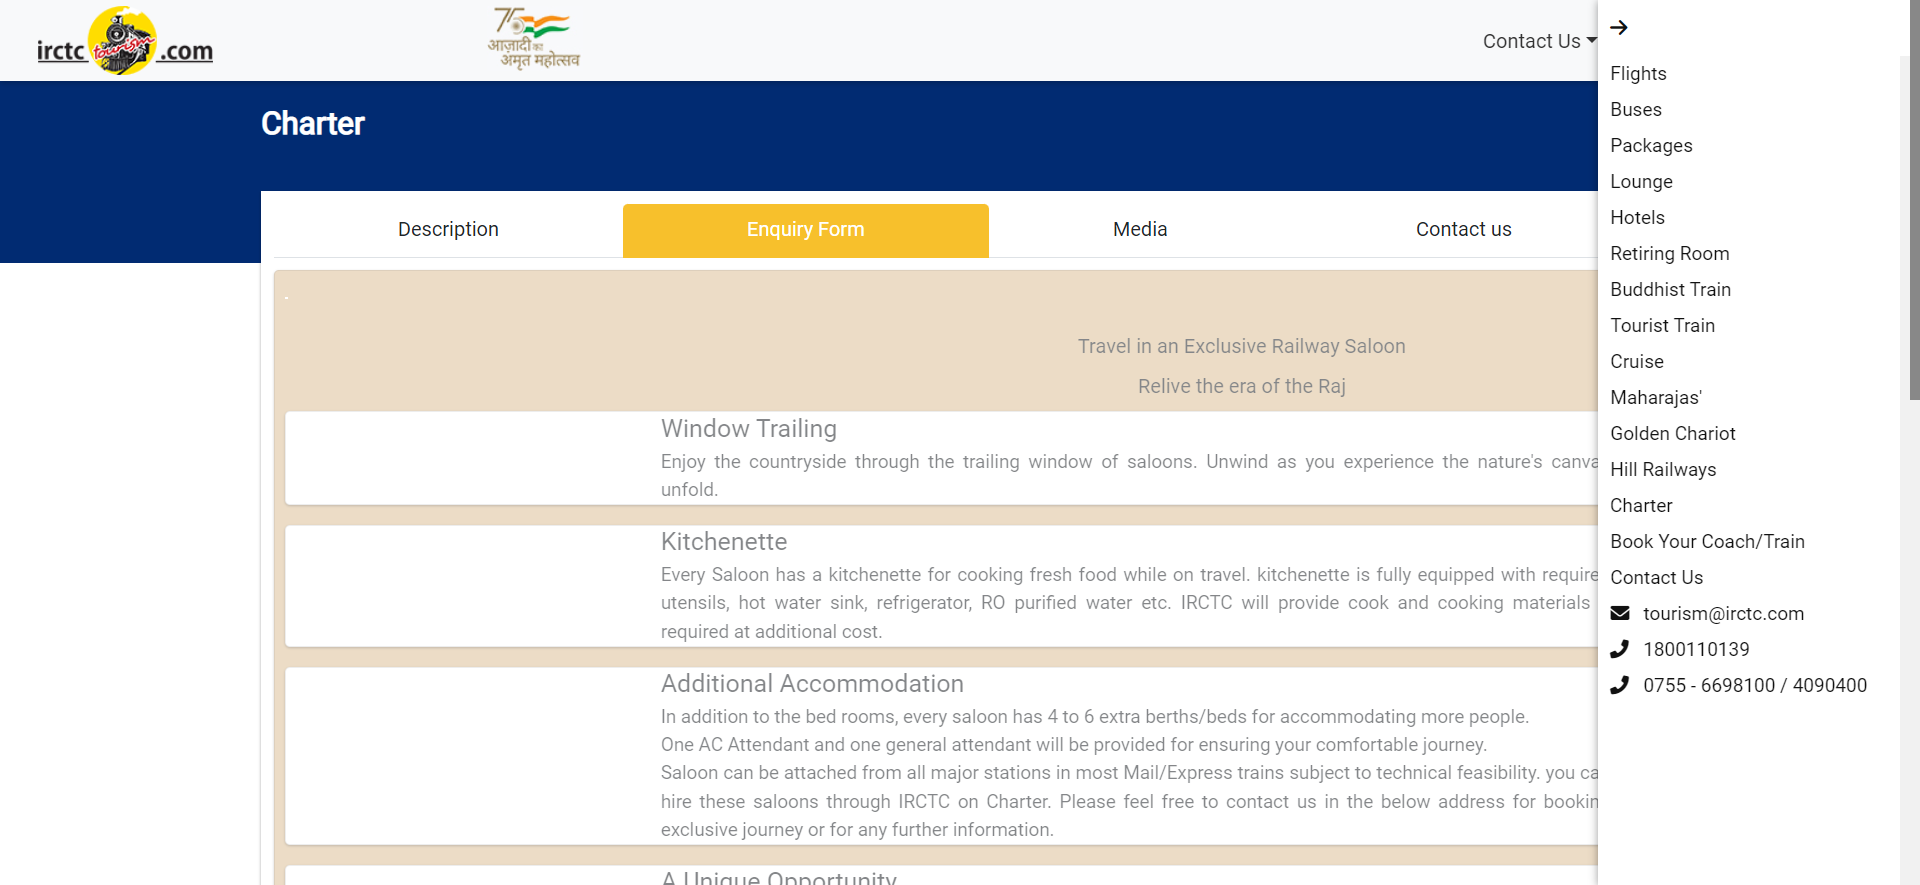 irctc tourism .com
75
आज़ादी का
अमृत महोत्सव
Contact Us
Charter
Description
Enquiry Form
Media
Contact us
.
Travel in an Exclusive Railway Saloon
Relive the era of the Raj
Window Trailing
Enjoy the countryside through the trailing window of saloons. Unwind as you experience the nature's canva
unfold.
Kitchenette
Every Saloon has a kitchenette for cooking fresh food while on travel. kitchenette is fully equipped with require
utensils, hot water sink, refrigerator, RO purified water etc. IRCTC will provide cook and cooking materials
required at additional cost.
Additional Accommodation
In addition to the bed rooms, every saloon has 4 to 6 extra berths/beds for accommodating more people.
One AC Attendant and one general attendant will be provided for ensuring your comfortable journey.
Saloon can be attached from all major stations in most Mail/Express trains subject to technical feasibility. you ca
hire these saloons through IRCTC on Charter. Please feel free to contact us in the below address for bookin
exclusive journey or for any further information.
A Unique Opportunity
Flights
Buses
Packages
Lounge
Hotels
Retiring Room
Buddhist Train
Tourist Train
Cruise
Maharajas'
Golden Chariot
Hill Railways
Charter
Book Your Coach/Train
Contact Us
tourism@irctc.com
1800110139
0755 - 6698100 / 4090400